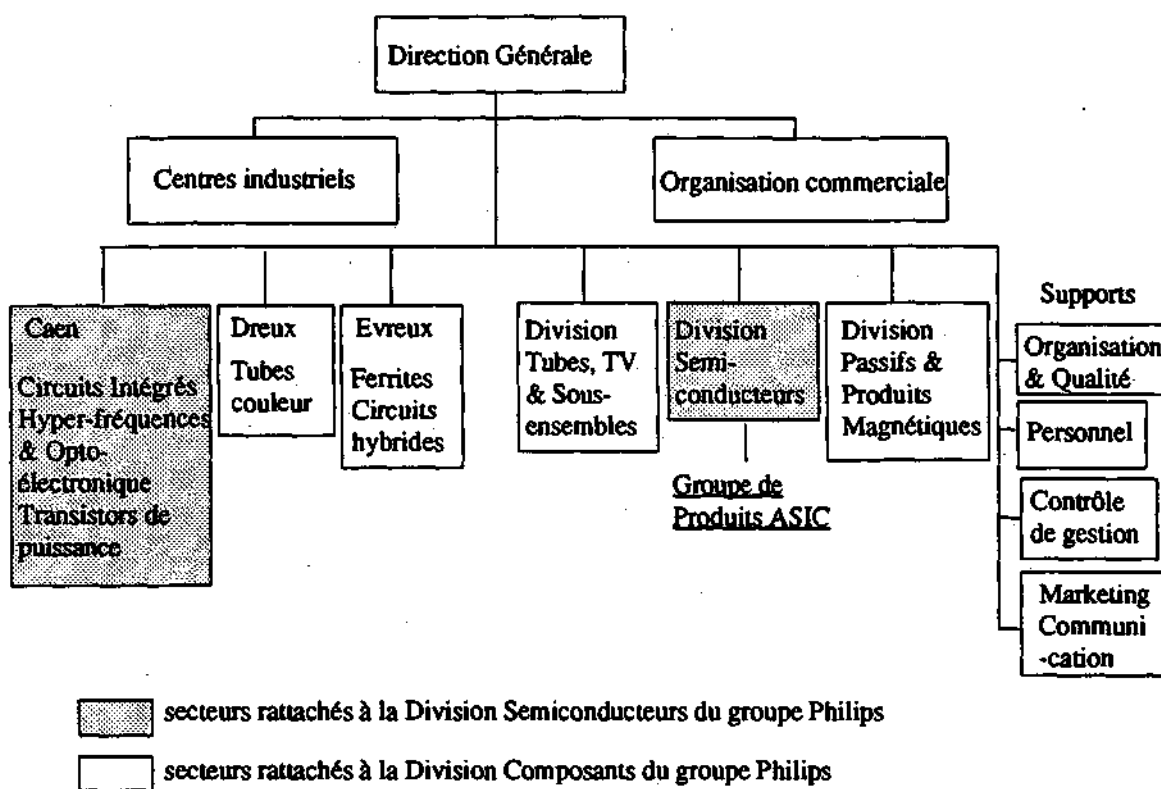 Direction Générale
Centres industriels
Organisation commerciale
Caen
Circuits Intégrés
Hyper-fréquences
& Opto-
électronique
Transistors de
puissance
Dreux
Tubes
couleur
Evreux
Ferrites
Circuits
hybrides
Division
Tubes, TV
& Sous-
ensembles
Division
Semi-
conducteurs
Groupe de
Produits ASIC
Division
Passifs &
Produits
Magnétiques
Supports
Organisation
& Qualité
Personnel
Contrôle
de gestion
Marketing
Communi
-cation
secteurs rattachés à la Division Semiconducteurs du groupe Philips
secteurs rattachés à la Division Composants du groupe Philips